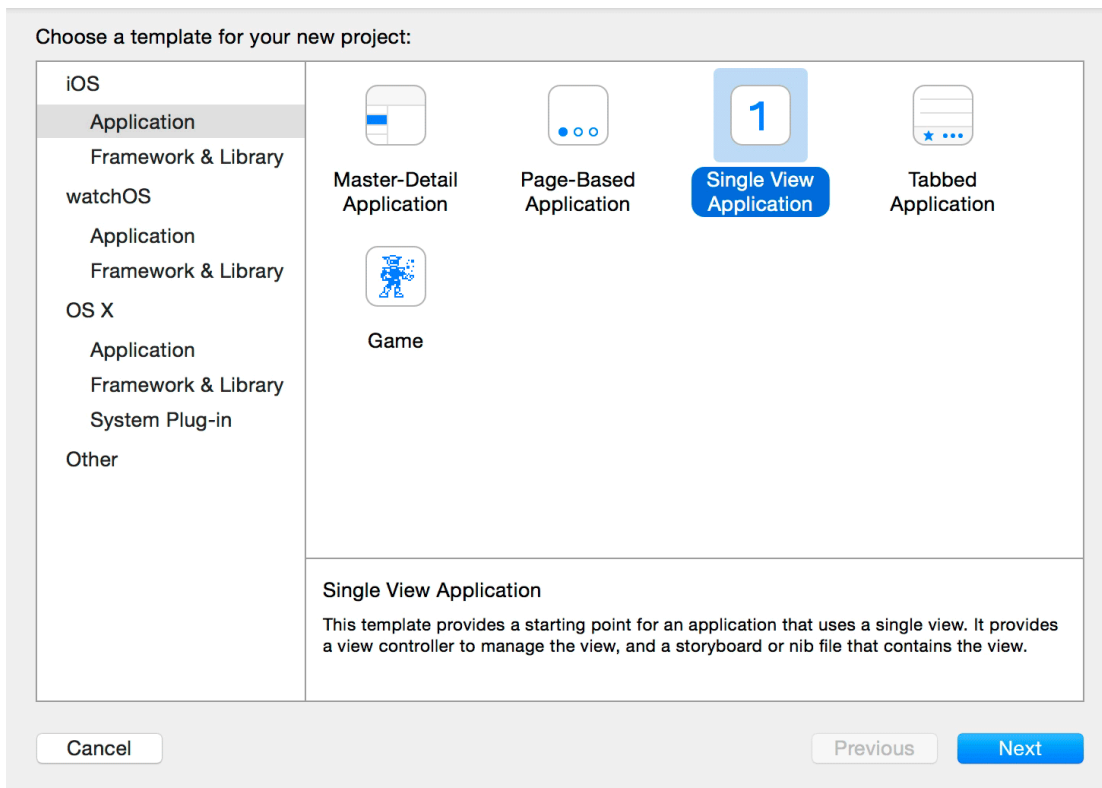 Choose a template for your new project:
iOS
Application
Framework & Library
watchOS
Application
Framework & Library
OS X
Application
Framework & Library
System Plug-in
Other
Master-Detail
Application
Page-Based
Application
1
Single View
Application
Tabbed
Application
Game
Single View Application
This template provides a starting point for an application that uses a single view. It provides
a view controller to manage the view, and a storyboard or nib file that contains the view.
Cancel
Previous
Next